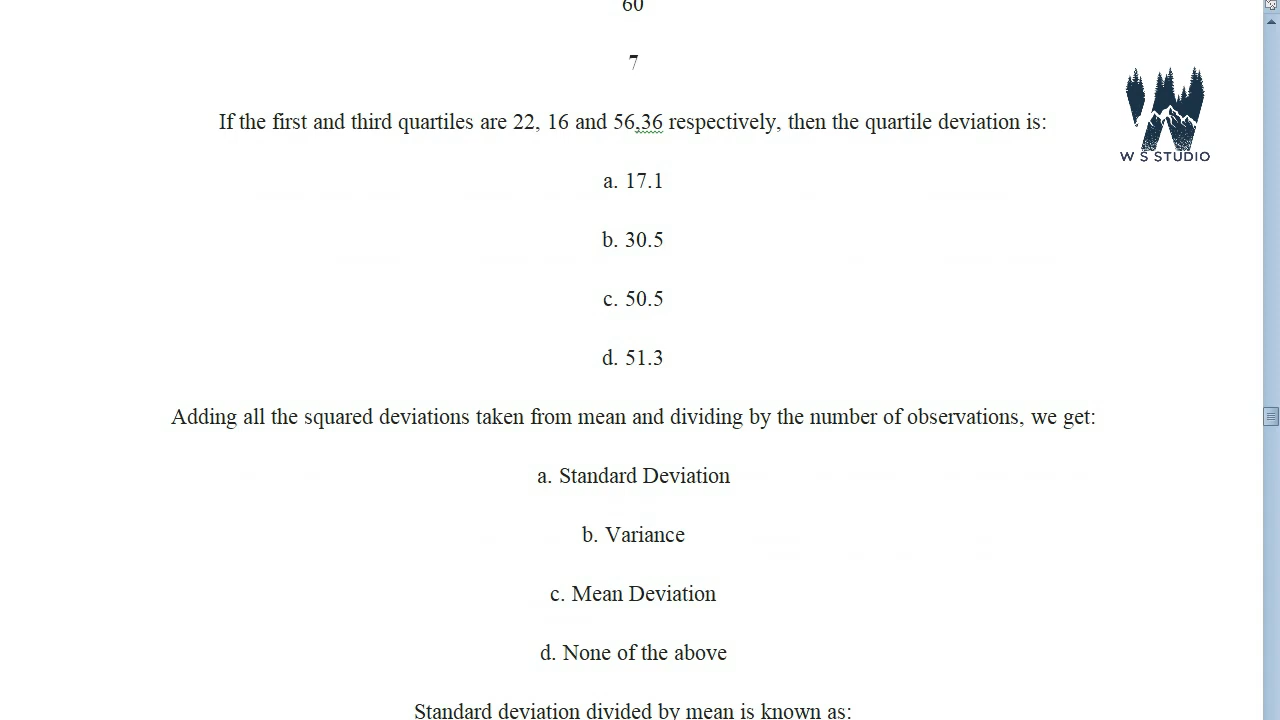 60
7
If the first and third quartiles are 22, 16 and 56,36 respectively, then the quartile deviation is:
W S STUDIO
a. 17.1
b. 30.5
c. 50.5
d. 51.3
Adding all the squared deviations taken from mean and dividing by the number of observations, we get:
a. Standard Deviation
b. Variance
c. Mean Deviation
d. None of the above
Standard deviation divided by mean is known as: